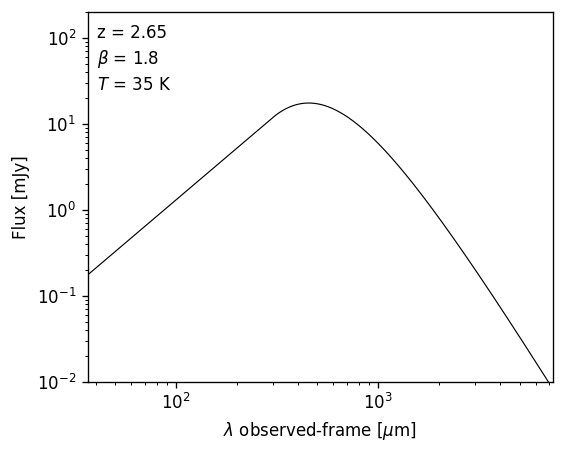 z = 2.65
β = 1.8
T = 35 K
Flux [mJy]
10²
10¹
10⁰
10⁻¹
10⁻²
10² 10³
λ observed-frame [μm]